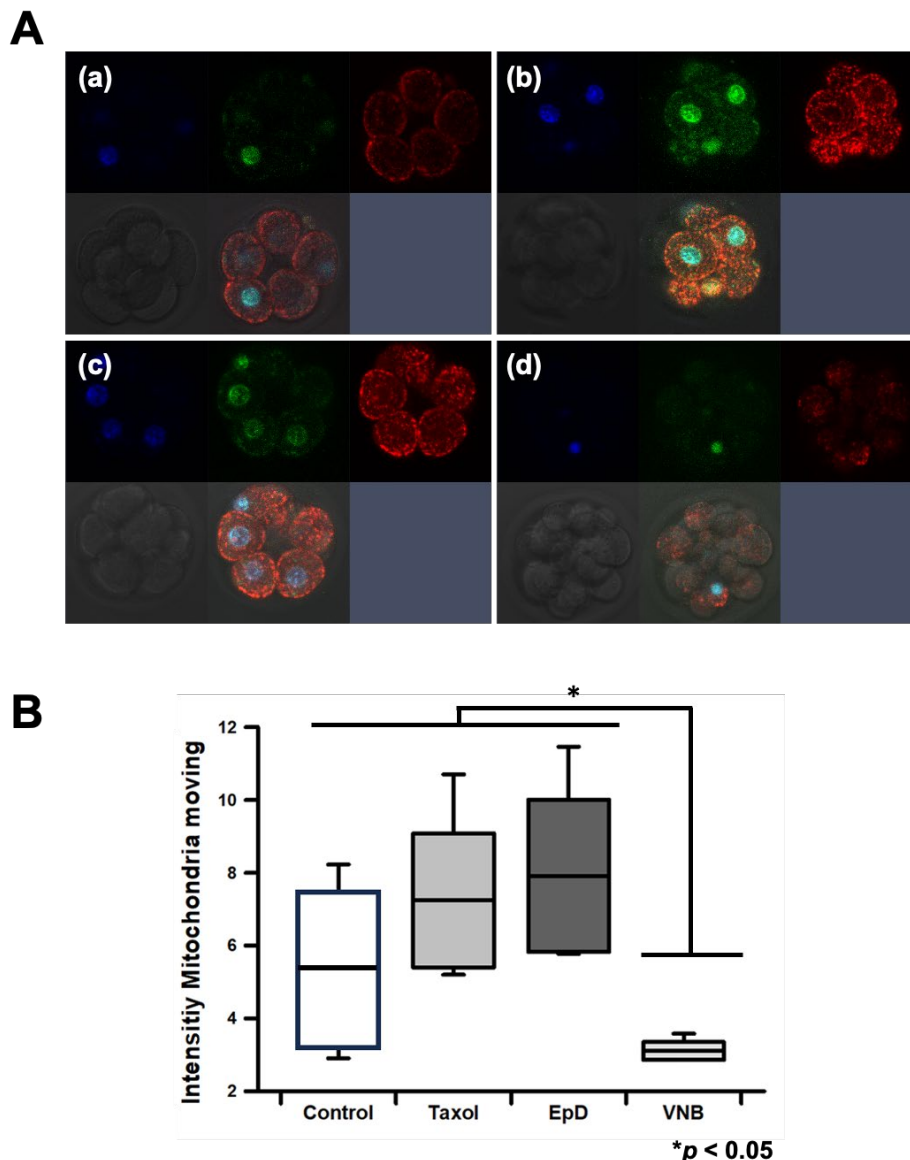 A
(a)
(b)
(c)
(d)
B
*
12
10
8
6
4
2
Intensitiy Mitochondria moving
Control Taxol EpD VNB
*p < 0.05